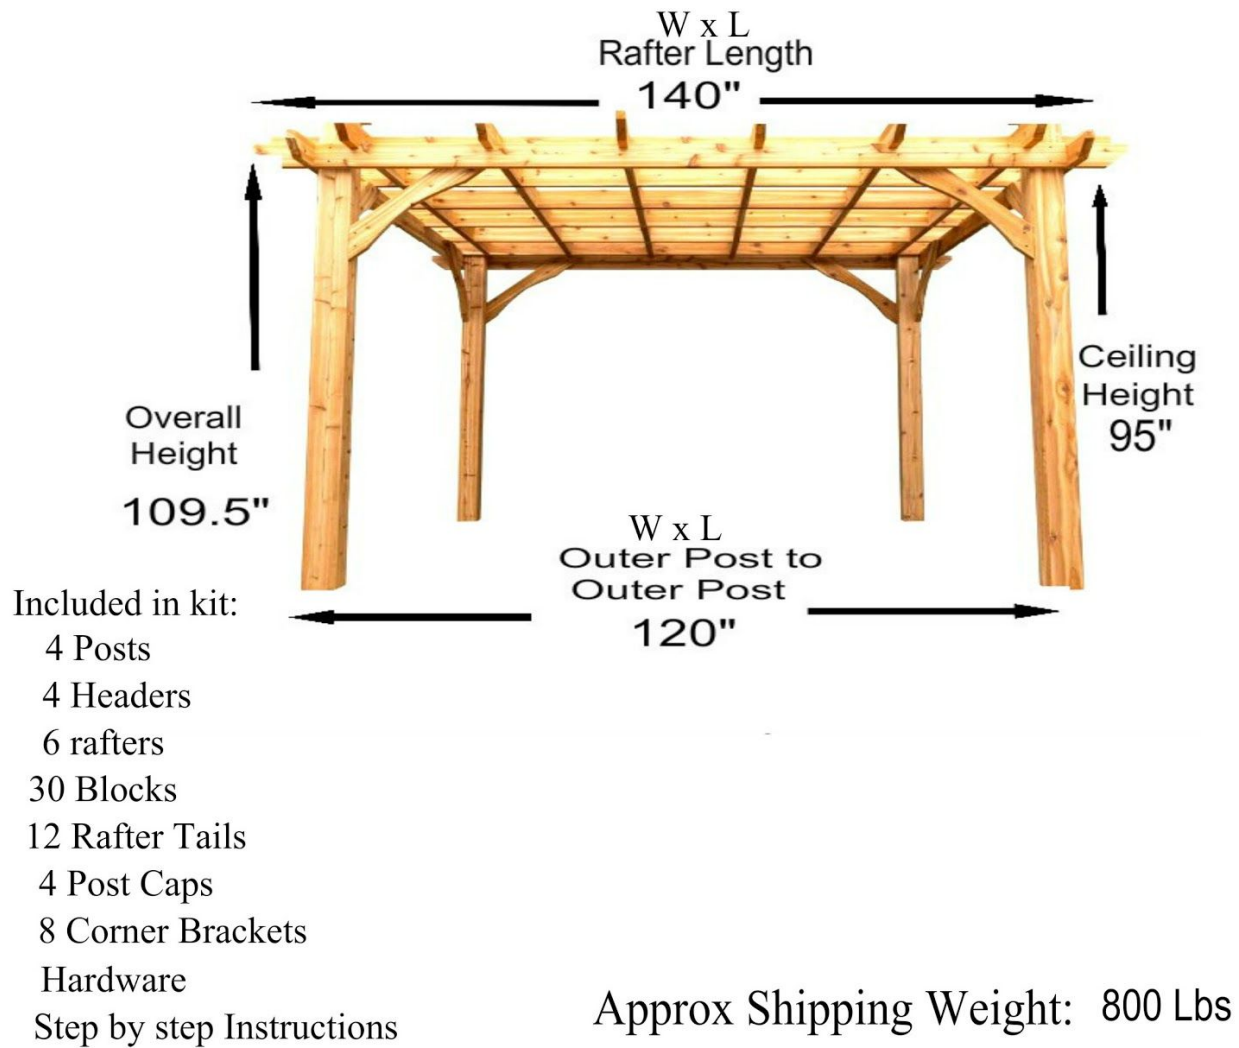 W x L
Rafter Length
140"
Overall
Height
109.5"
Ceiling
Height
95"
W x L
Outer Post to
Outer Post
120"
Included in kit:
4 Posts
4 Headers
6 rafters
30 Blocks
12 Rafter Tails
4 Post Caps
8 Corner Brackets
Hardware
Step by step Instructions
Approx Shipping Weight: 800 Lbs